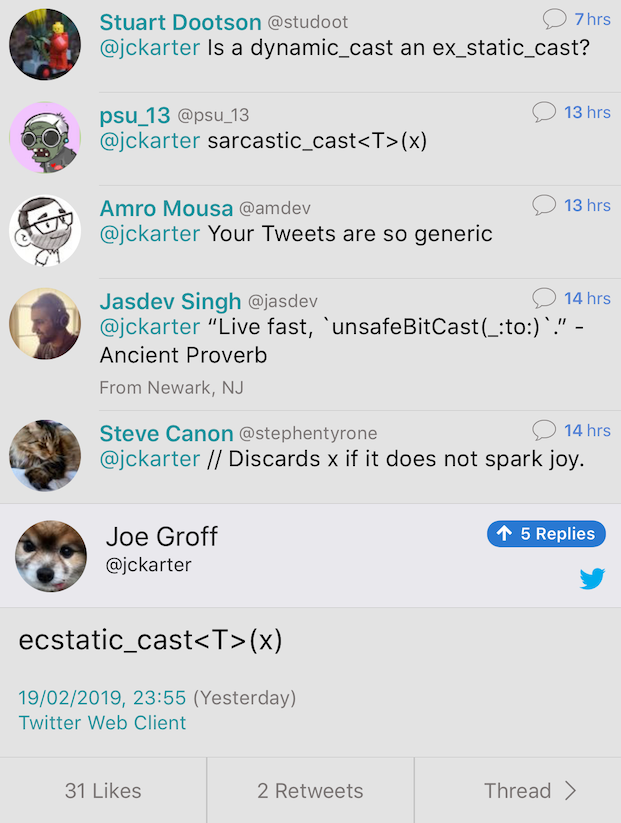 Stuart Dootson @studoot 7 hrs
@jckarter Is a dynamic_cast an ex_static_cast?
psu_13 @psu_13 13 hrs
@jckarter sarcastic_cast<T>(x)
Amro Mousa @amdev 13 hrs
@jckarter Your Tweets are so generic
Jasdev Singh @jasdev 14 hrs
@jckarter “Live fast, `unsafeBitCast(_:to:)`.” -
Ancient Proverb
From Newark, NJ
Steve Canon @stephentyrone 14 hrs
@jckarter // Discards x if it does not spark joy.
Joe Groff
5 Replies
@jckarter
ecstatic_cast<T>(x)
19/02/2019, 23:55 (Yesterday)
Twitter Web Client
31 Likes 2 Retweets Thread